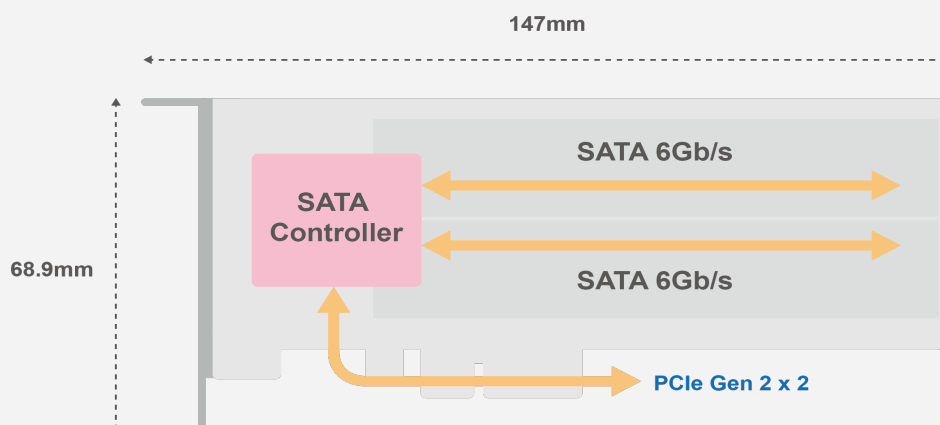 147mm
SATA 6Gb/s
SATA
Controller
68.9mm
SATA 6Gb/s
PCIe Gen 2 x 2